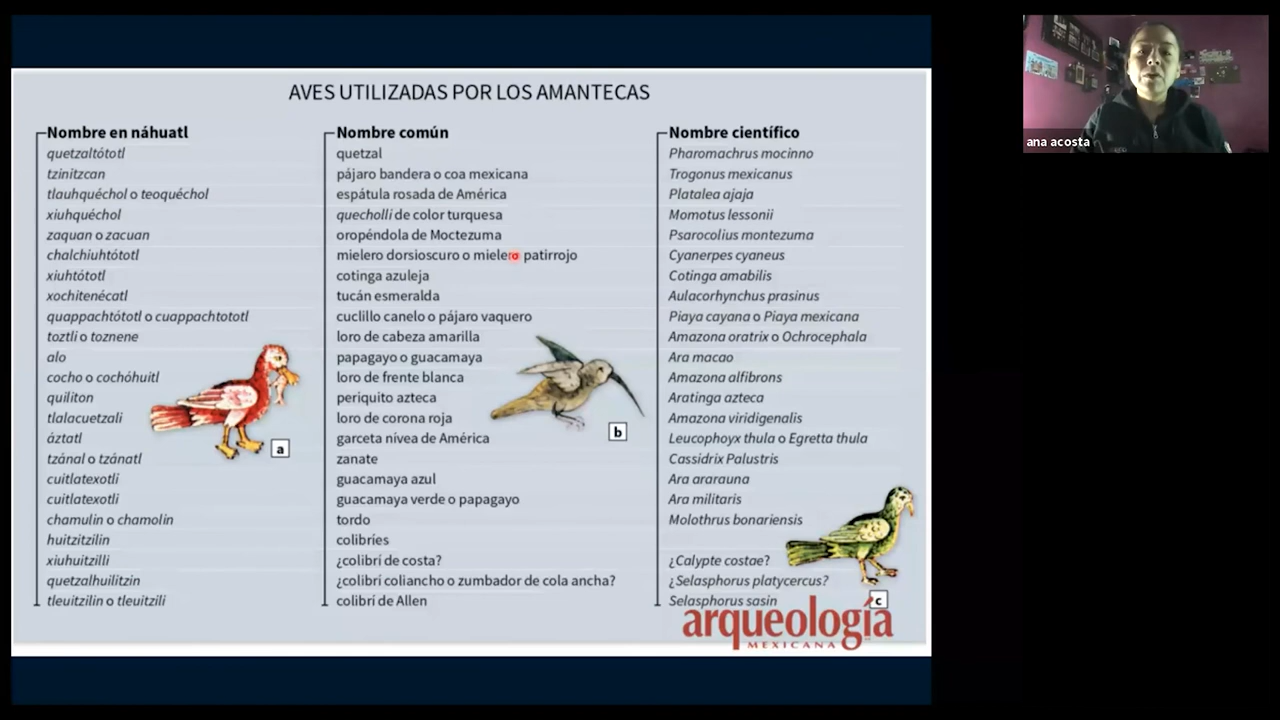 AVES UTILIZADAS POR LOS AMANTECAS
Nombre en náhuatl
quetzaltótotl
tzinitzcan
tlauhquéchol o teoquéchol
xiuhquéchol
zaquan o zacuan
chalchiuhtótotl
xiuhtótotl
xochitenécatl
quappachtótotl o cuappachtototl
toztli o toznene
alo
cocho o cochóhuitl
quiliton
tlalacuetzali
áztatl
tzánal o tzánatl
cuitlatexotli
cuitlatexotli
chamulin o chamolin
huitzitzilin
xiuhuitzilli
quetzalhuilitzin
tleuitzilin o tleuitzili
Nombre común
quetzal
pájaro bandera o coa mexicana
espátula rosada de América
quecholli de color turquesa
oropéndola de Moctezuma
mielero dorsioscuro o mielero patirrojo
cotinga azuleja
tucán esmeralda
cuclillo canelo o pájaro vaquero
loro de cabeza amarilla
papagayo o guacamaya
loro de frente blanca
periquito azteca
loro de corona roja
garceta nívea de América
zanate
guacamaya azul
guacamaya verde o papagayo
tordo
colibríes
¿colibrí de costa?
¿colibrí coliancho o zumbador de cola ancha?
colibrí de Allen
Nombre científico
Pharomachrus mocinno
Trogonus mexicanus
Platalea ajaja
Momotus lessonii
Psarocolius montezuma
Cyanerpes cyaneus
Cotinga amabilis
Aulacorhynchus prasinus
Piaya cayana o Piaya mexicana
Amazona oratrix o Ochrocephala
Ara macao
Amazona alfibrons
Aratinga azteca
Amazona viridigenalis
Leucophoyx thula o Egretta thula
Cassidrix Palustris
Ara ararauna
Ara militaris
Molothrus bonariensis
¿Calypte costae?
¿Selasphorus platycercus?
Selasphorus sasin
a
b
c
arqueología
MEXICANA
ana acosta